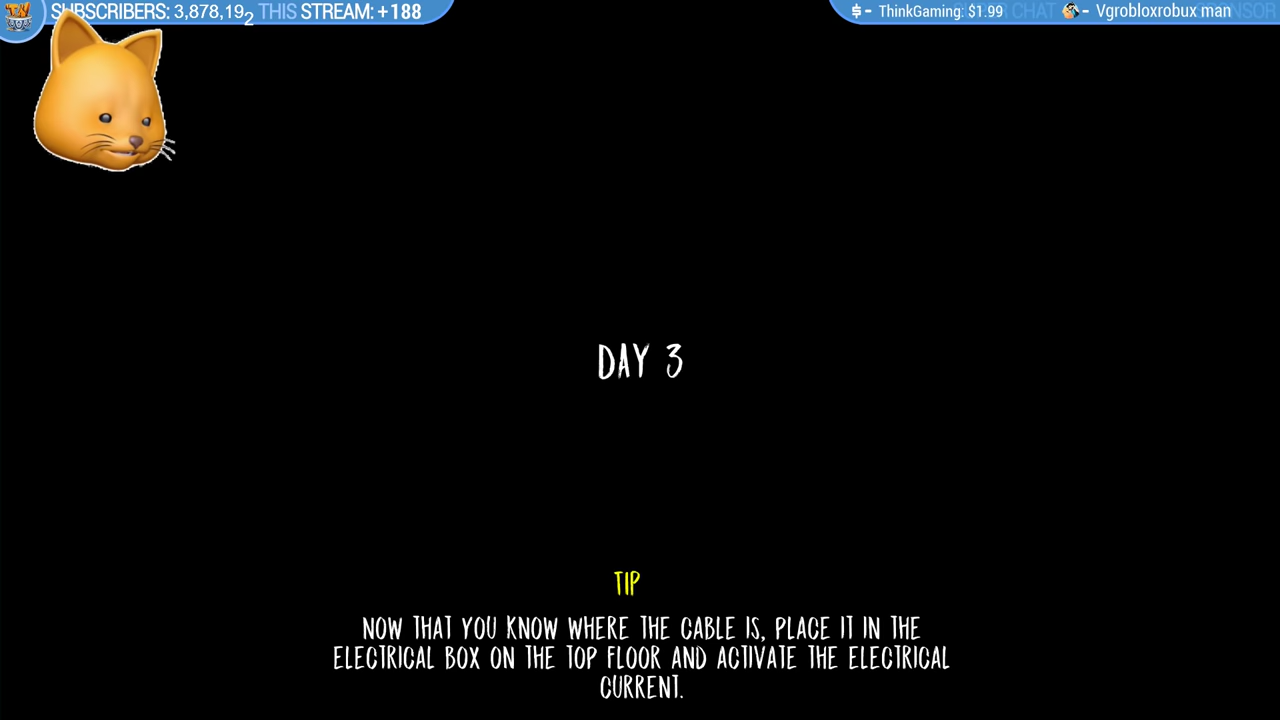 SUBSCRIBERS: 3,878,192 THIS STREAM: +188
$- ThinkGaming: $1.99 CHAT - Vgrobloxrobux man
DAY 3
TIP
NOW THAT YOU KNOW WHERE THE CABLE IS, PLACE IT IN THE
ELECTRICAL BOX ON THE TOP FLOOR AND ACTIVATE THE ELECTRICAL
CURRENT.